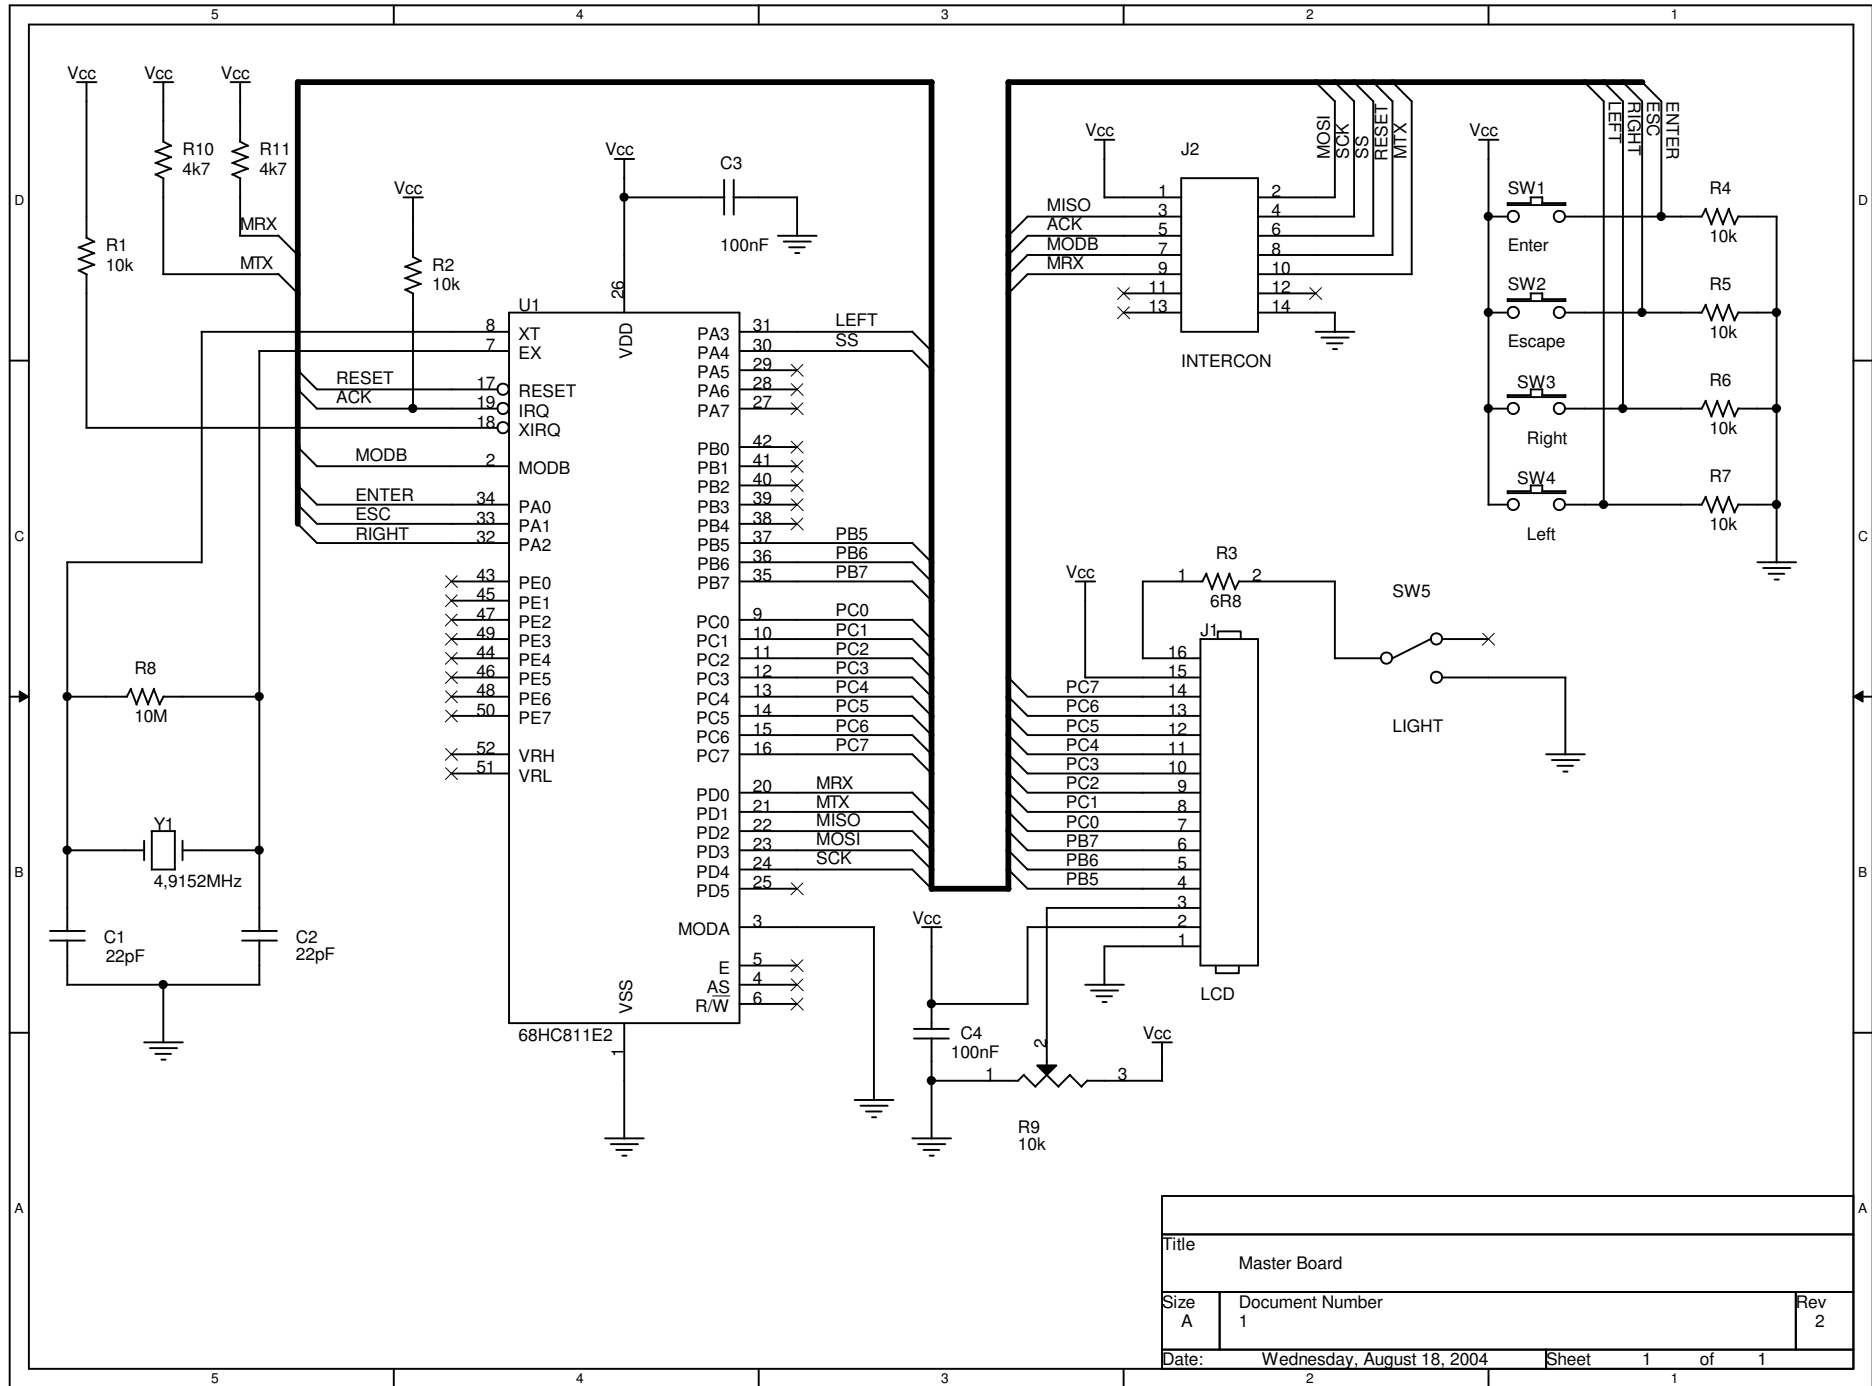 5 4 3 2 1
Vcc Vcc Vcc
R10
4k7
R11
4k7
MRX
MTX
R1
10k
Vcc
R2
10k
Vcc
C3
100nF
26
U1
VDD
8 XT
7 EX
RESET 17 RESET
ACK 19 IRQ
18 XIRQ
MODB 2 MODB
ENTER 34 PA0
ESC 33 PA1
RIGHT 32 PA2
43 PE0
45 PE1
47 PE2
49 PE3
44 PE4
46 PE5
48 PE6
50 PE7
52 VRH
51 VRL
PA3 31 LEFT
PA4 30 SS
PA5 29
PA6 28
PA7 27
PB0 42
PB1 41
PB2 40
PB3 39
PB4 38
PB5 37 PB5
PB6 36 PB6
PB7 35 PB7
PC0 9 PC0
PC1 10 PC1
PC2 11 PC2
PC3 12 PC3
PC4 13 PC4
PC5 14 PC5
PC6 15 PC6
PC7 16 PC7
PD0 20 MRX
PD1 21 MTX
PD2 22 MISO
PD3 23 MOSI
PD4 24 SCK
PD5 25
MODA 3
E 5
AS 4
R/W 6
VSS
68HC811E2
1
R8
10M
Y1
4,9152MHz
C1
22pF
C2
22pF
MOSI
SCK
SS
RESET
MTX
Vcc
J2
1 2
MISO 3 4
ACK 5 6
MODB 7 8
MRX 9 10
11 12
13 14
INTERCON
LEFT
RIGHT
ESC
ENTER
Vcc
SW1
Enter
R4
10k
SW2
Escape
R5
10k
SW3
Right
R6
10k
SW4
Left
R7
10k
Vcc
R3
1 2
6R8
SW5
LIGHT
J1
16
15
PC7 14
PC6 13
PC5 12
PC4 11
PC3 10
PC2 9
PC1 8
PC0 7
PB7 6
PB6 5
PB5 4
3
2
1
LCD
Vcc
C4
100nF
2
1 3
Vcc
R9
10k
D D
C C
B B
A A
Title
Master Board
Size
A
Document Number
1
Rev
2
Date: Wednesday, August 18, 2004 Sheet 1 of 1
5 4 3 2 1